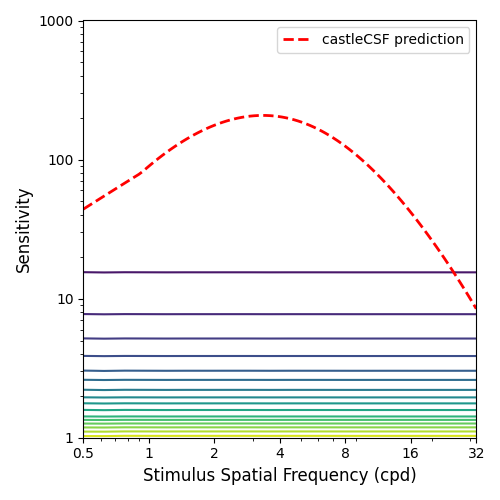 1000
castleCSF prediction
100
Sensitivity
10
1
0.5 1 2 4 8 16 32
Stimulus Spatial Frequency (cpd)